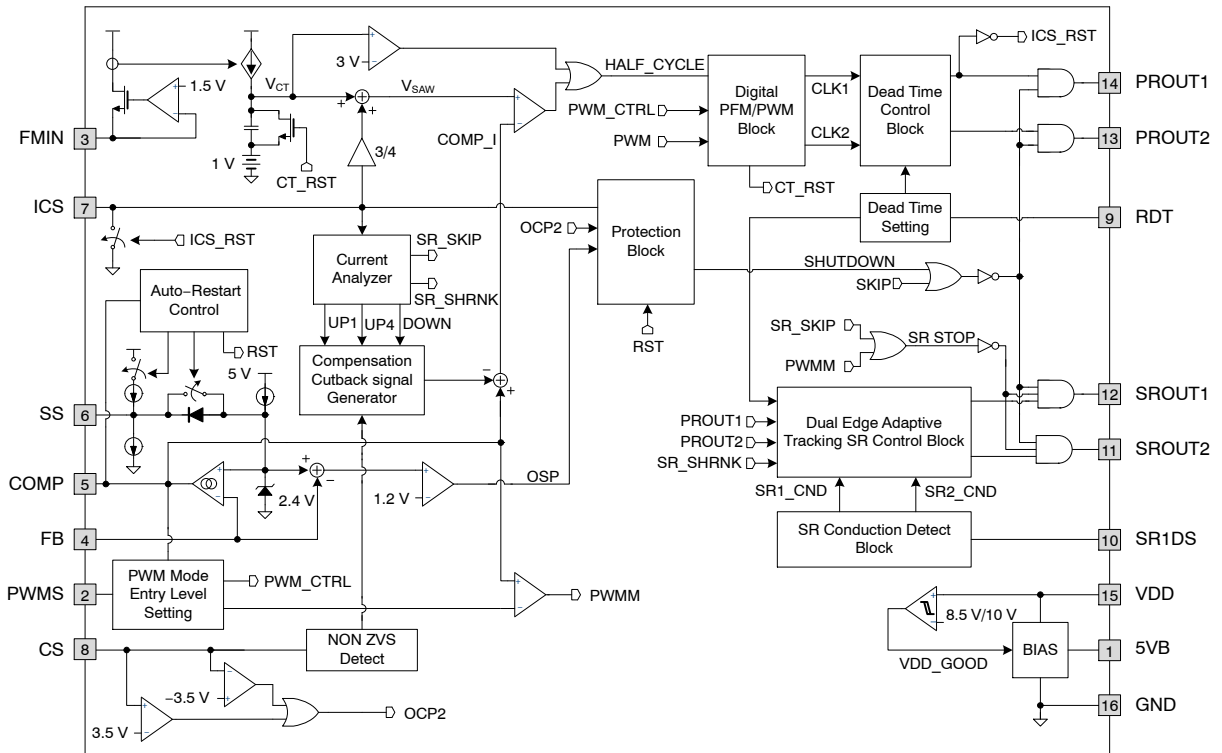 ICS_RST
1.5 V
3 V
VCT
VSAW
HALF_CYCLE
PWM_CTRL
PWM
Digital
PFM/PWM
Block
CLK1
CLK2
Dead Time
Control
Block
14
PROUT1
13
PROUT2
FMIN
3
1 V
CT_RST
3/4
COMP_I
CT_RST
ICS
7
ICS_RST
OCP2
Protection
Block
RST
Dead Time
Setting
9
RDT
Current
Analyzer
SR_SKIP
SR_SHRNK
UP1
UP4
DOWN
SHUTDOWN
SKIP
Auto–Restart
Control
RST
5 V
Compensation
Cutback signal
Generator
SR_SKIP
PWMM
SR STOP
SS
6
12
SROUT1
11
SROUT2
PROUT1
PROUT2
SR_SHRNK
Dual Edge Adaptive
Tracking SR Control Block
COMP
5
2.4 V
1.2 V
OSP
SR1_CND
SR2_CND
FB
4
SR Conduction Detect
Block
10
SR1DS
PWMS
2
PWM Mode
Entry Level
Setting
PWM_CTRL
PWMM
15
VDD
8.5 V/10 V
CS
8
NON ZVS
Detect
VDD_GOOD
BIAS
1
5VB
−3.5 V
3.5 V
OCP2
16
GND